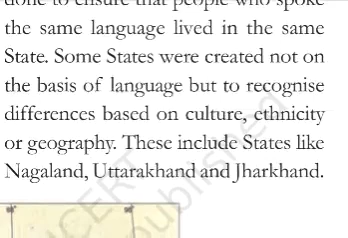 done to ensure that people who spoke
the same language lived in the same
State. Some States were created not on
the basis of language but to recognise
differences based on culture, ethnicity
or geography. These include States like
Nagaland, Uttarakhand and Jharkhand.
NCERT
published